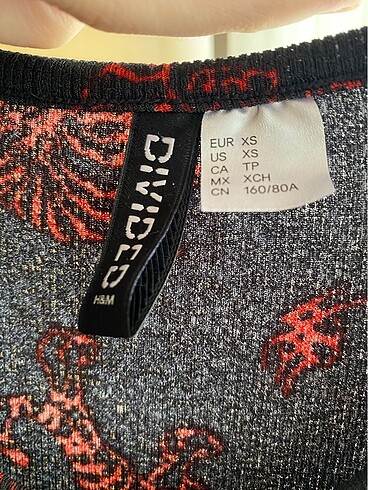 DIVIDED
H&M
EUR XS
US XS
CA TP
MX XCH
CN 160/80A